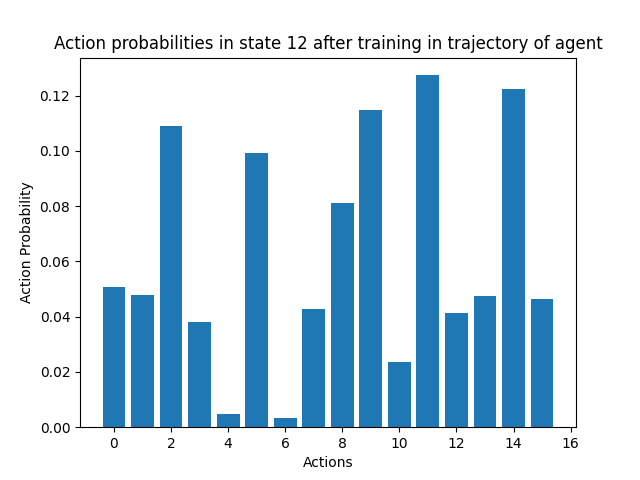 Action probabilities in state 12 after training in trajectory of agent
0.12
0.10
0.08
0.06
0.04
0.02
0.00
Action Probability
0 2 4 6 8 10 12 14 16
Actions